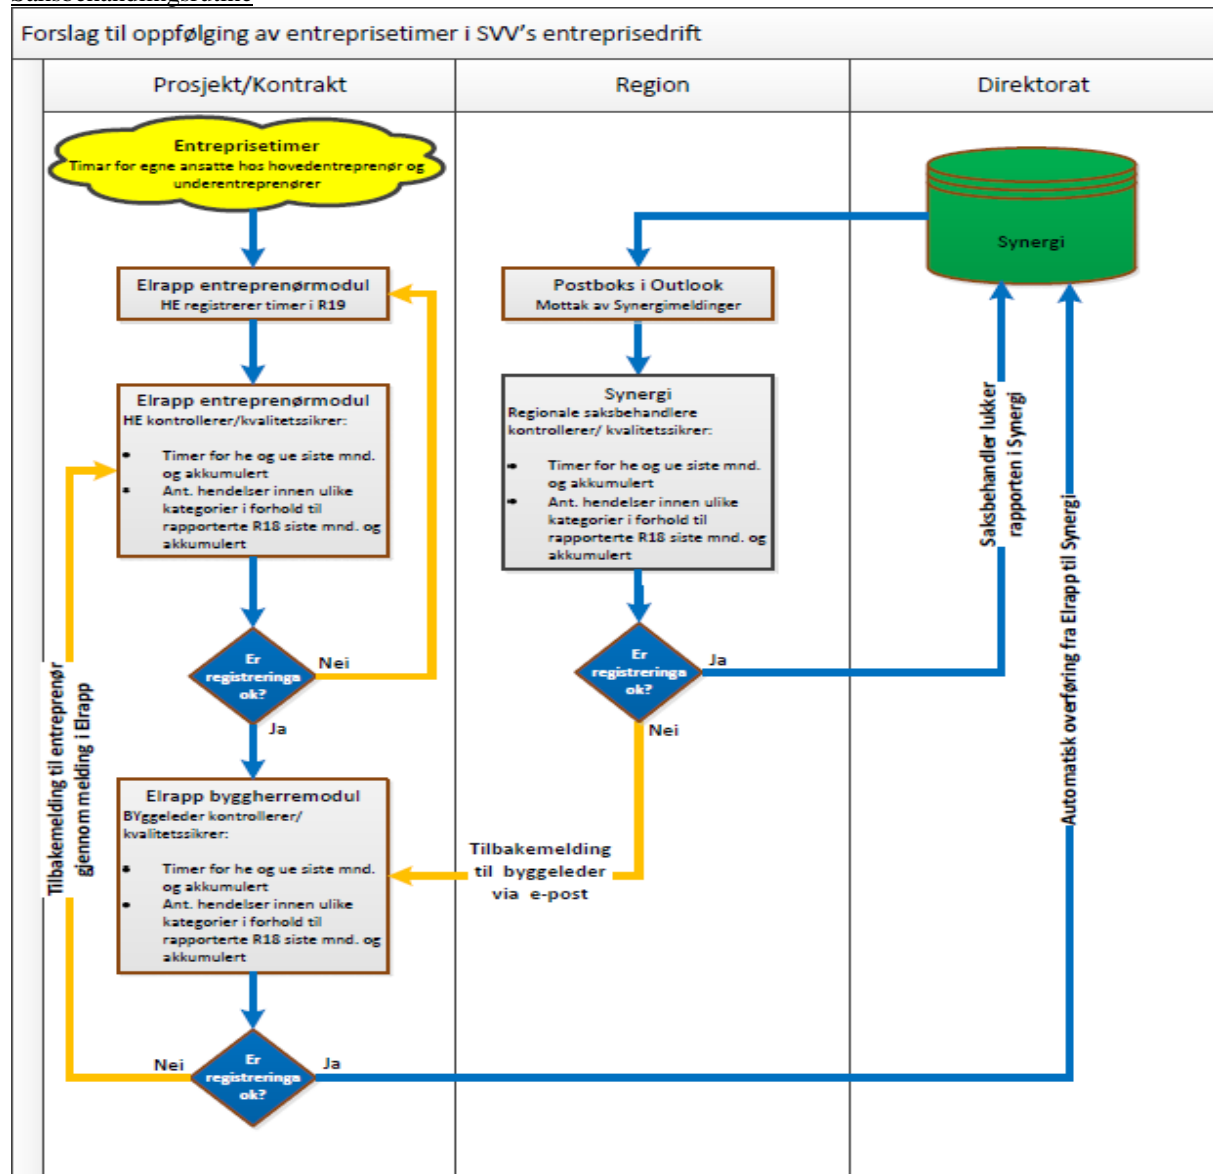 Saksbehandlingsrutine
Forslag til oppfølging av entreprisetimer i SVV's entreprisedrift
Prosjekt/Kontrakt
Region
Direktorat
Entreprisetimer
Timar for egne ansatte hos hovedentreprenør og
underentreprenører
Elrapp entreprenørmodul
HE registrerer timer i R19
Elrapp entreprenørmodul
HE kontrollerer/kvalitetssikrer:
• Timer for he og ue siste mnd.
og akkumulert
• Ant. hendelser innen ulike
kategorier i forhold til
rapporterte R18 siste mnd. og
akkumulert
Er
registreringa
ok?
Nei
Ja
Elrapp byggherremodul
BYggeleder kontrollerer/
kvalitetssikrer:
• Timer for he og ue siste mnd.
og akkumulert
• Ant. hendelser innen ulike
kategorier i forhold til
rapporterte R18 siste mnd. og
akkumulert
Er
registreringa
ok?
Nei
Ja
Tilbakemelding til entreprenør
gjennom melding i Elrapp
Postboks i Outlook
Mottak av Synergimeldinger
Synergi
Regionale saksbehandlere
kontrollerer/ kvalitetssikrer:
• Timer for he og ue siste mnd.
og akkumulert
• Ant. hendelser innen ulike
kategorier i forhold til
rapporterte R18 siste mnd. og
akkumulert
Er
registreringa
ok?
Ja
Nei
Tilbakemelding
til byggeleder
via e-post
Synergi
Saksbehandler lukker
rapporten i Synergi
Automatisk overføring fra Elrapp til Synergi